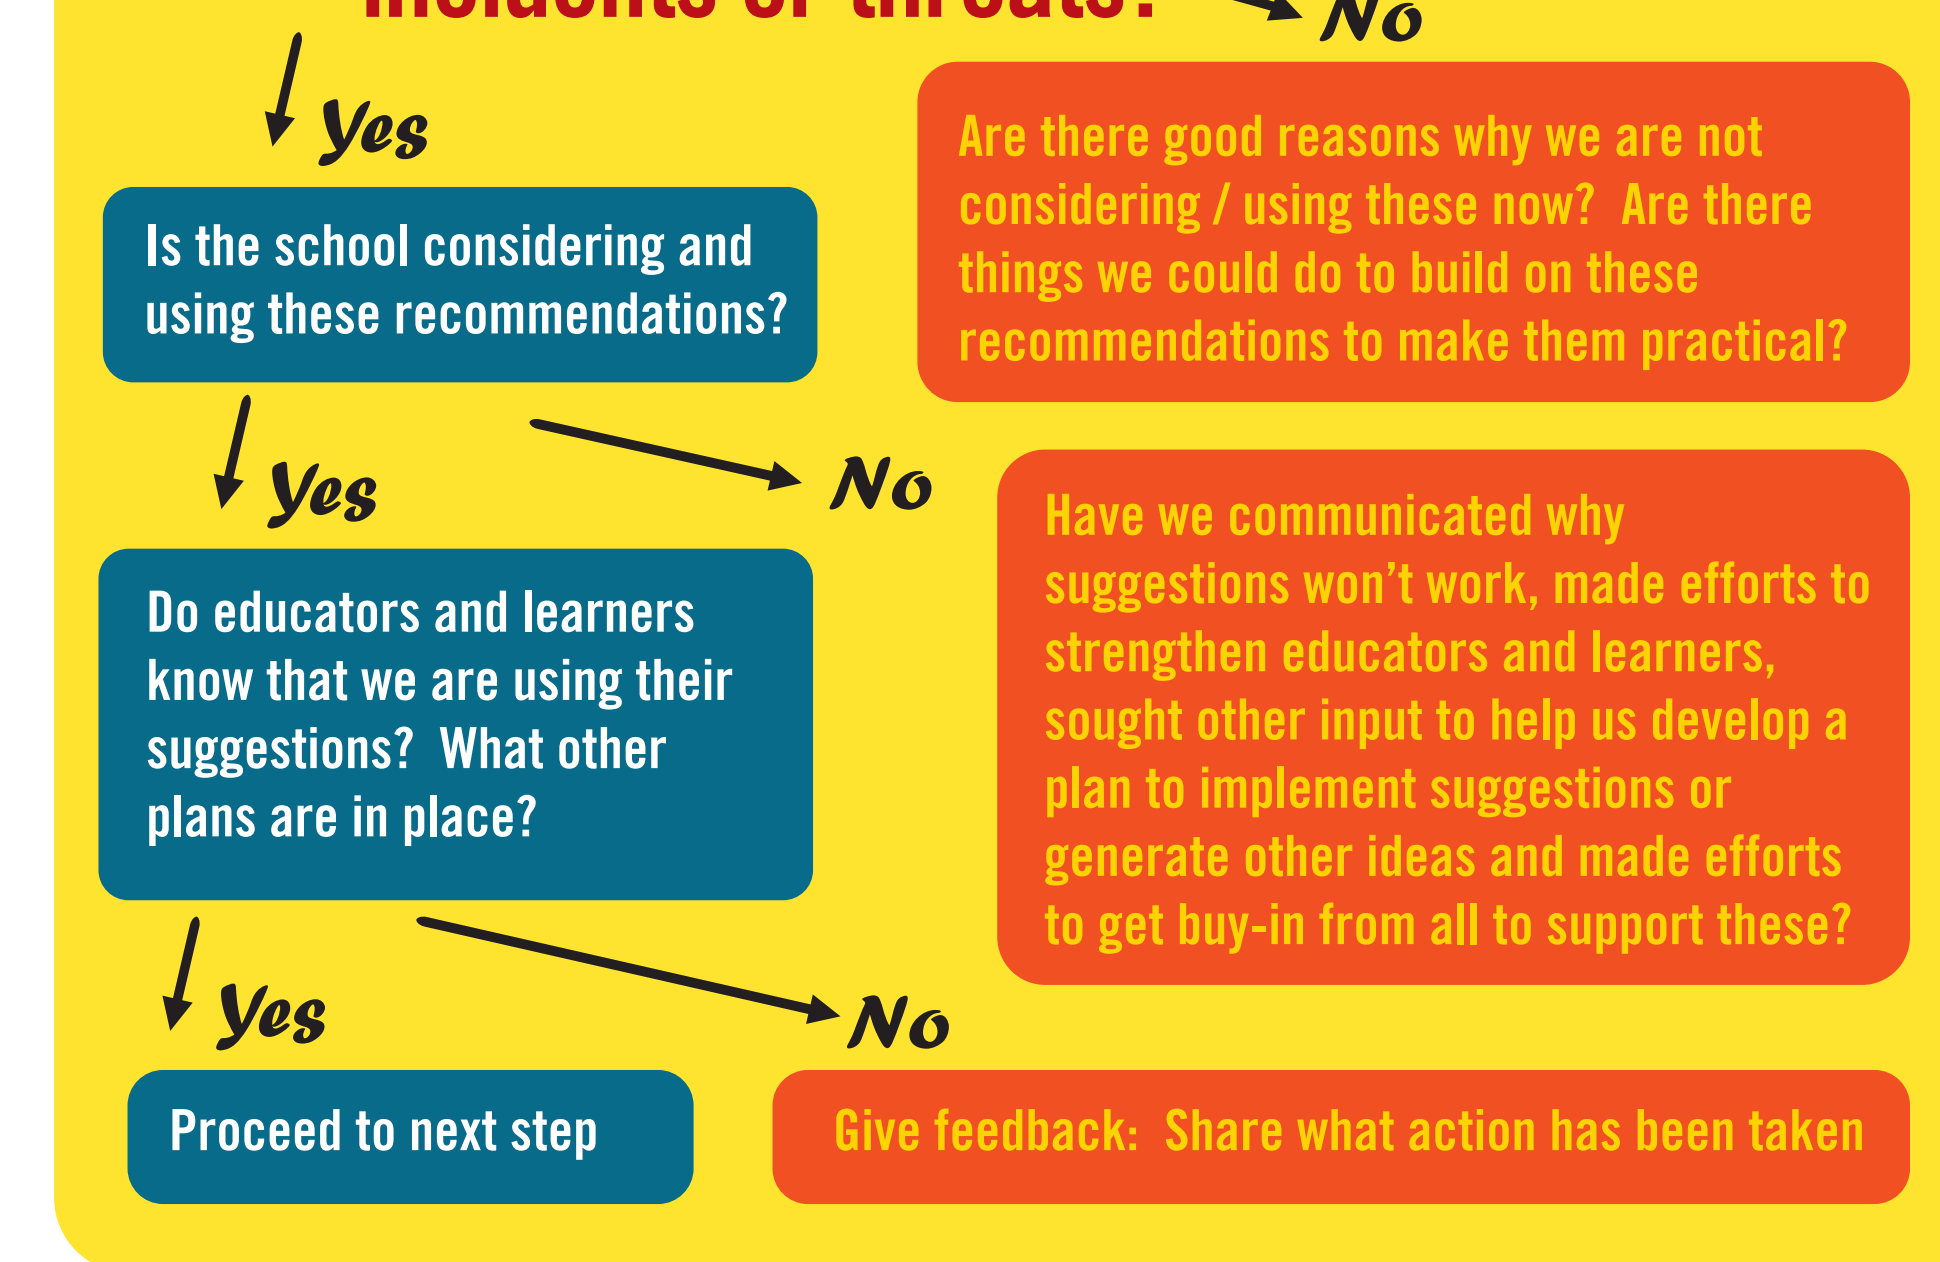 incidents or threats?
No
Yes
Are there good reasons why we are not
considering / using these now?  Are there
things we could do to build on these
recommendations to make them practical?
Is the school considering and
using these recommendations?
Yes
No
Have we communicated why
suggestions won’t work, made efforts to
strengthen educators and learners,
sought other input to help us develop a
plan to implement suggestions or
generate other ideas and made efforts
to get buy-in from all to support these?
Do educators and learners
know that we are using their
suggestions?  What other
plans are in place?
Yes
No
Proceed to next step
Give feedback:  Share what action has been taken